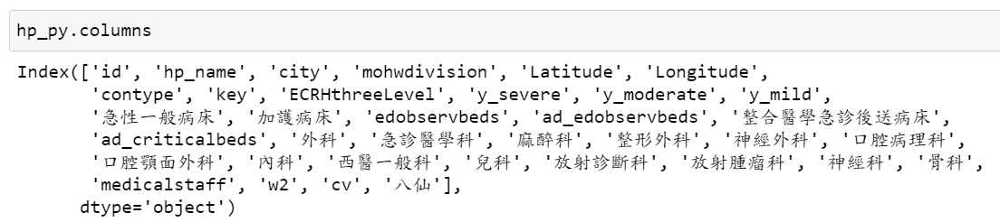 hp_py.columns
Index(['id', 'hp_name', 'city', 'mohwdivision', 'Latitude', 'Longitude',
'contype', 'key', 'ECRHthreeLevel', 'y_severe', 'y_moderate', 'y_mild',
'急性一般病床', '加護病床', 'edobservbeds', 'ad_edobservbeds', '整合醫學急診後送病床',
'ad_criticalbeds', '外科', '急診醫學科', '麻醉科', '整形外科', '神經外科', '口腔病理科',
'口腔顎面外科', '內科', '西醫一般科', '兒科', '放射診斷科', '放射腫瘤科', '神經科', '骨科',
'medicalstaff', 'w2', 'cv', '八仙'],
dtype='object')